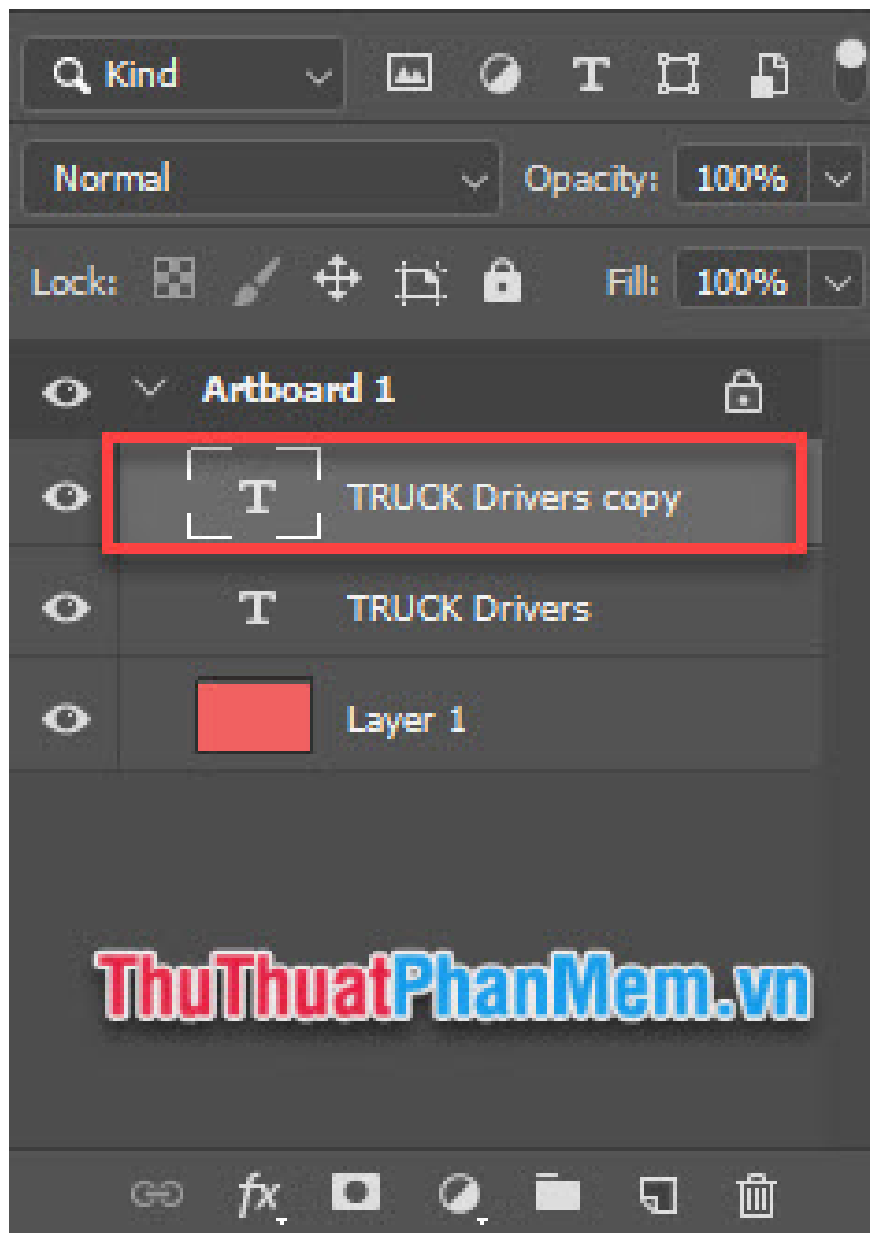 Kind
Normal Opacity: 100%
Lock: Fill: 100%
Artboard 1
TRUCK Drivers copy
TRUCK Drivers
Layer 1
ThuThuatPhanMem.vn
fx